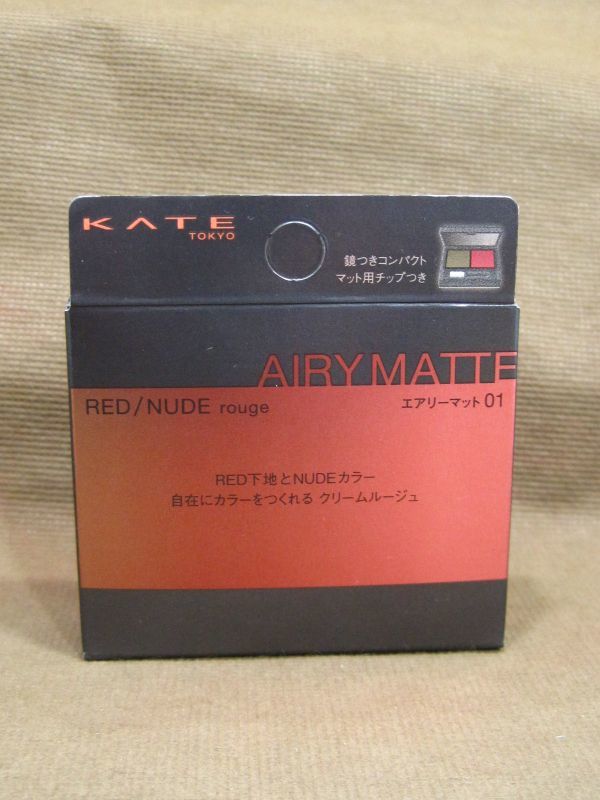 KATE
TOKYO
鏡つきコンパクト
マット用チップつき
AIRY MATTE
RED/NUDE rouge
エアリーマット 01
RED下地とNUDEカラー
自在にカラーをつくれる クリームルージュ